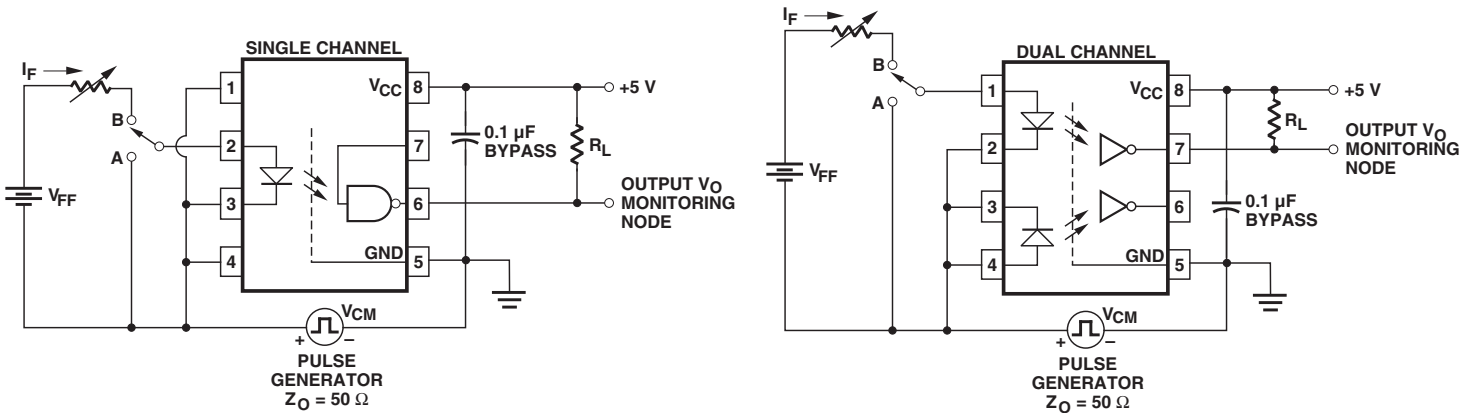 SINGLE CHANNEL
I_F
B
A
V_FF
1
2
3
4
V_CC
8
7
6
GND
5
0.1 µF
BYPASS
R_L
+5 V
OUTPUT V_O
MONITORING
NODE
V_CM
+
–
PULSE
GENERATOR
Z_O = 50 Ω
DUAL CHANNEL
I_F
B
A
V_FF
1
2
3
4
V_CC
8
7
6
GND
5
R_L
+5 V
OUTPUT V_O
MONITORING
NODE
0.1 µF
BYPASS
V_CM
+
–
PULSE
GENERATOR
Z_O = 50 Ω